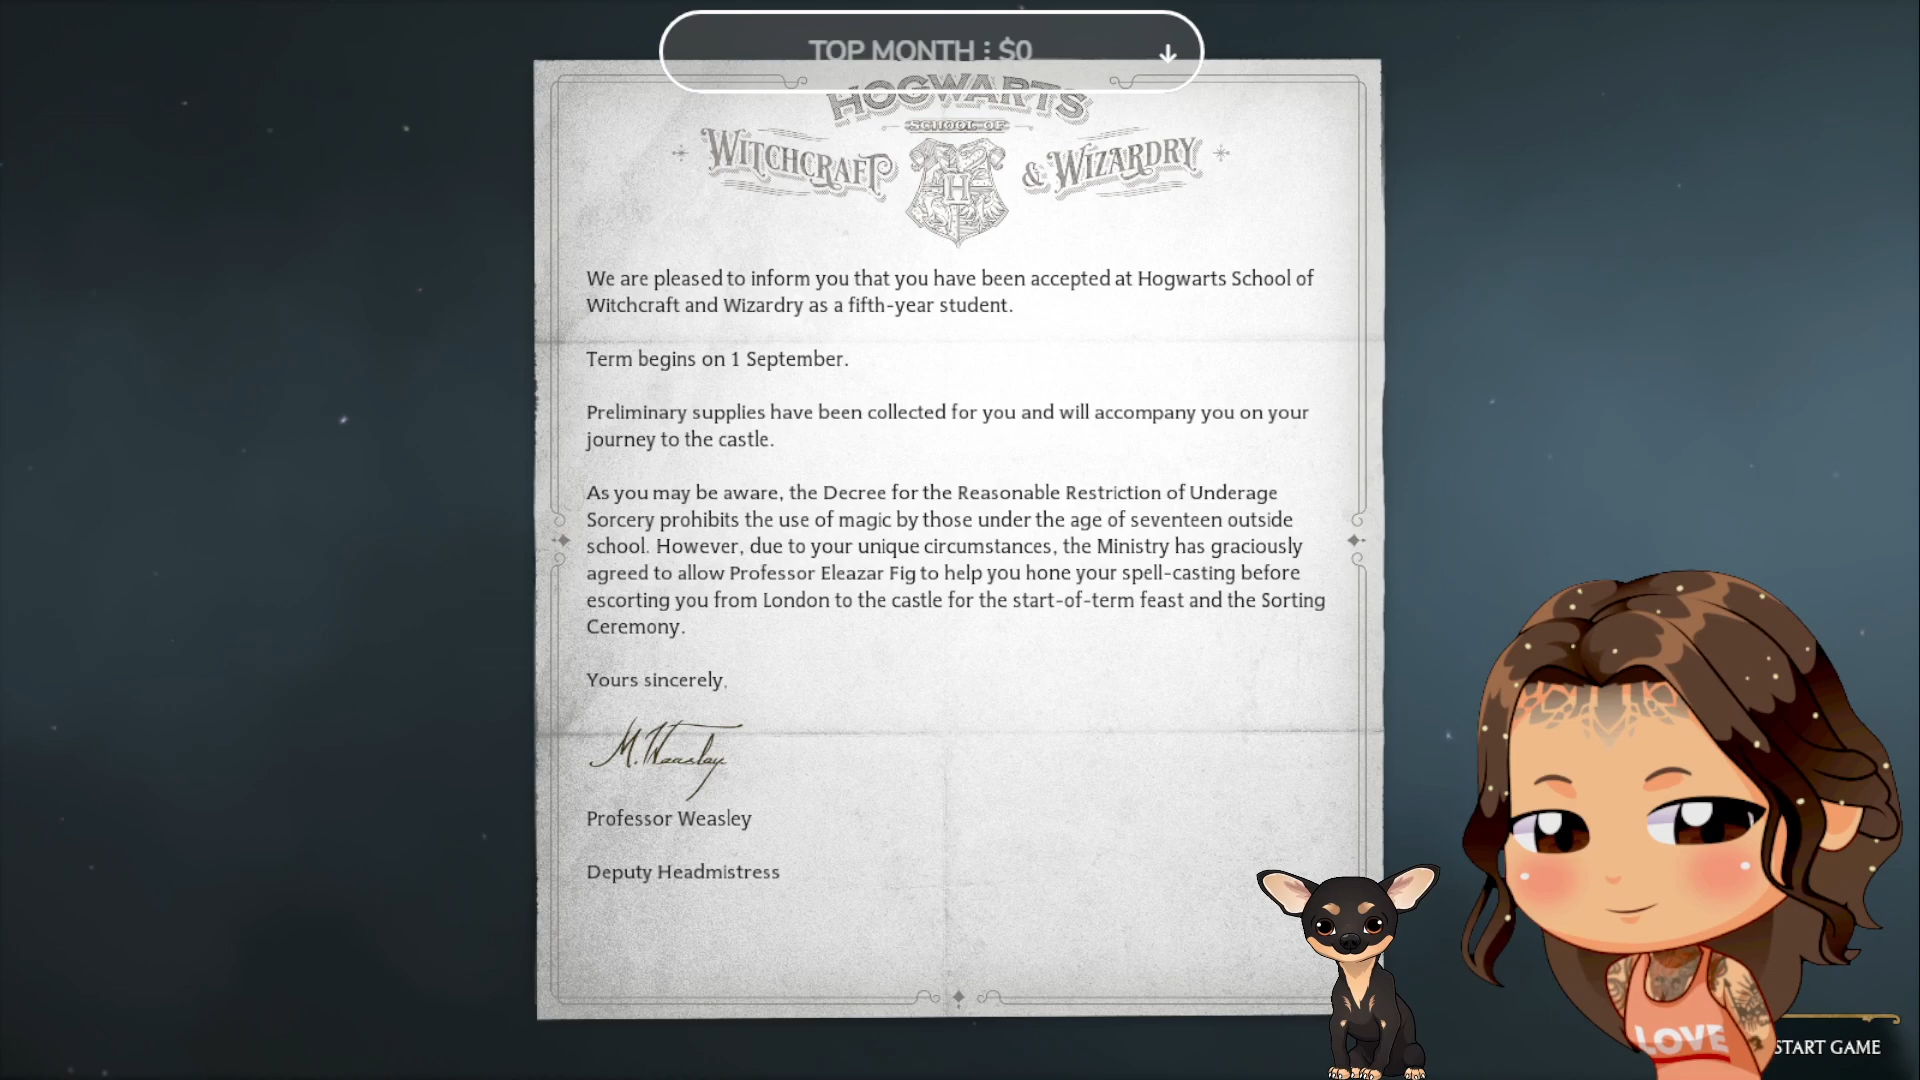 TOP MONTH ⋮ $0
HOGWARTS
SCHOOL OF
WITCHCRAFT & WIZARDRY
H
We are pleased to inform you that you have been accepted at Hogwarts School of
Witchcraft and Wizardry as a fifth-year student.
Term begins on 1 September.
Preliminary supplies have been collected for you and will accompany you on your
journey to the castle.
As you may be aware, the Decree for the Reasonable Restriction of Underage
Sorcery prohibits the use of magic by those under the age of seventeen outside
school. However, due to your unique circumstances, the Ministry has graciously
agreed to allow Professor Eleazar Fig to help you hone your spell-casting before
escorting you from London to the castle for the start-of-term feast and the Sorting
Ceremony.
Yours sincerely,
M. Weasley
Professor Weasley
Deputy Headmistress
LOVE
START GAME